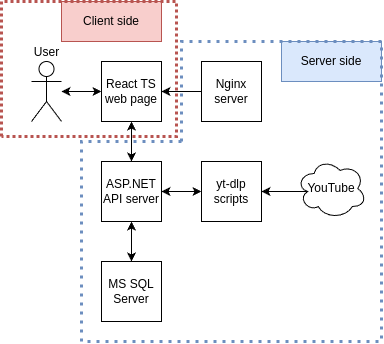 Client side
User
Server side
React TS
web page
Nginx
server
ASP.NET
API server
yt-dlp
scripts
YouTube
MS SQL
Server